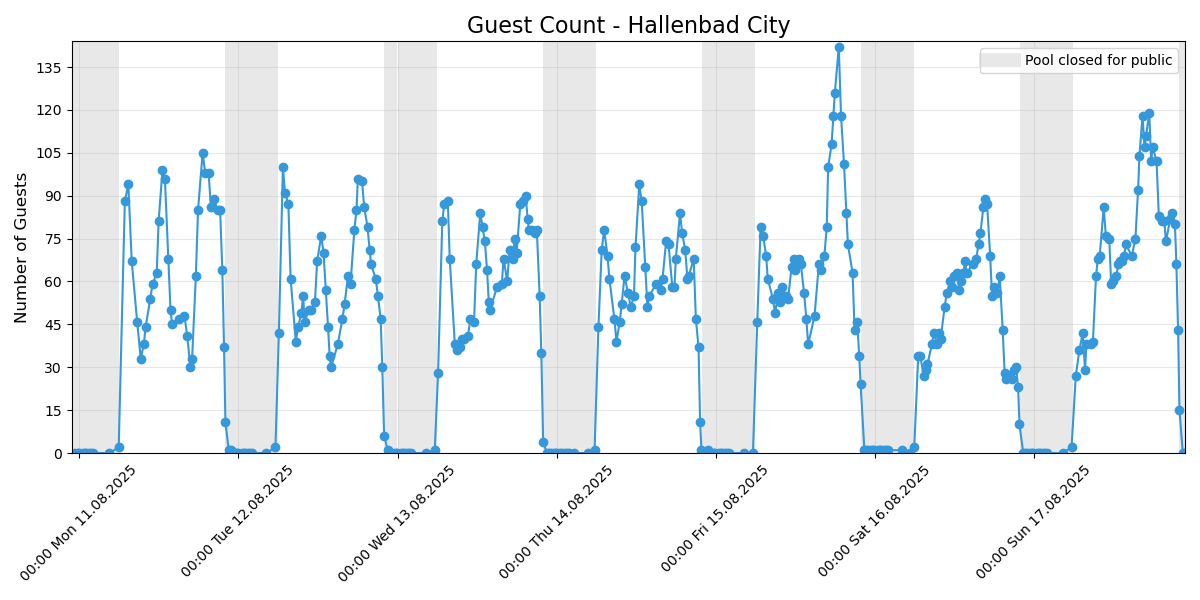 Guest Count - Hallenbad City
Pool closed for public
Number of Guests
135
120
105
90
75
60
45
30
15
0
00:00 Mon 11.08.2025
00:00 Tue 12.08.2025
00:00 Wed 13.08.2025
00:00 Thu 14.08.2025
00:00 Fri 15.08.2025
00:00 Sat 16.08.2025
00:00 Sun 17.08.2025